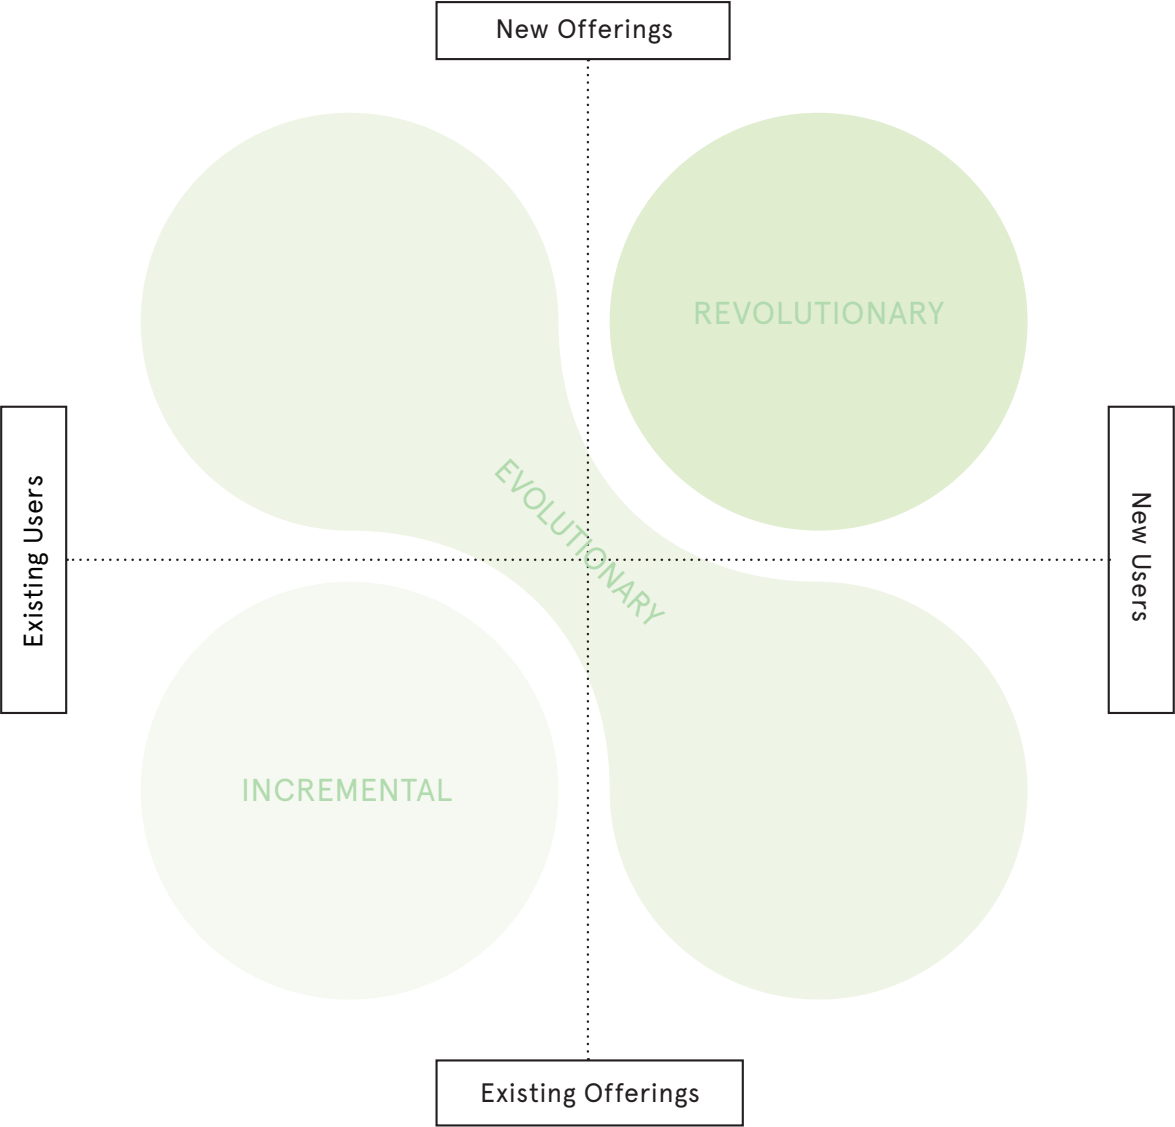 New Offerings
REVOLUTIONARY
Existing Users
EVOLUTIONARY
New Users
INCREMENTAL
Existing Offerings